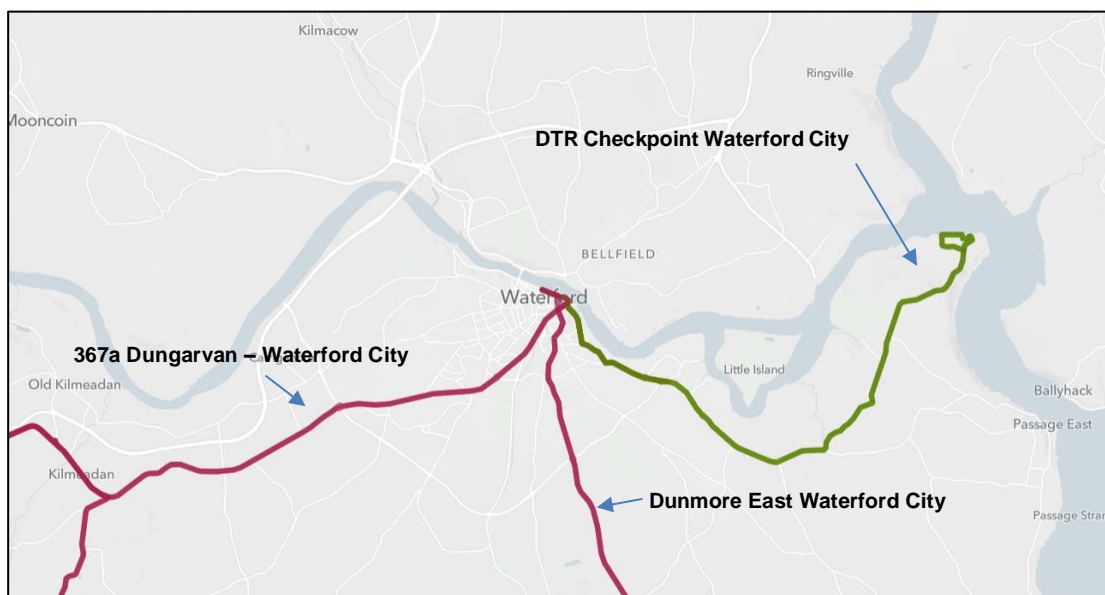 Kilmacow
Ringville
Mooncoin
DTR Checkpoint Waterford City
BELLFIELD
Waterford
367a Dungarvan – Waterford City
Little Island
Old Kilmeadan
Ballyhack
Passage East
Kilmeadan
Dunmore East Waterford City
Passage Stran